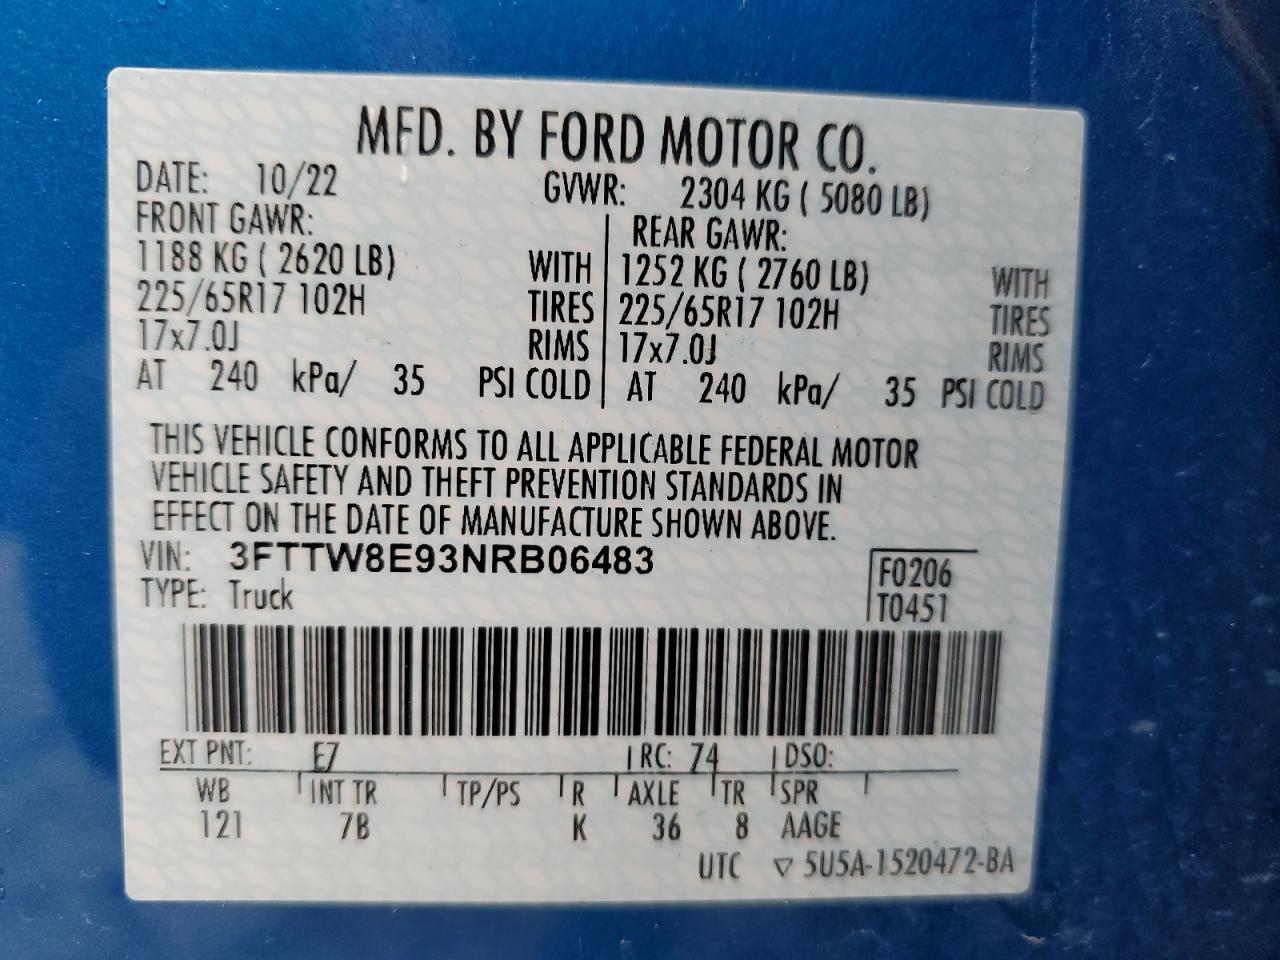 MFD. BY FORD MOTOR CO.
DATE: 10/22 GVWR: 2304 KG ( 5080 LB)
FRONT GAWR: REAR GAWR:
1188 KG ( 2620 LB) WITH 1252 KG ( 2760 LB) WITH
225/65R17 102H TIRES 225/65R17 102H TIRES
17x7.0J RIMS 17x7.0J RIMS
AT 240 kPa/ 35 PSI COLD AT 240 kPa/ 35 PSI COLD
THIS VEHICLE CONFORMS TO ALL APPLICABLE FEDERAL MOTOR
VEHICLE SAFETY AND THEFT PREVENTION STANDARDS IN
EFFECT ON THE DATE OF MANUFACTURE SHOWN ABOVE.
VIN: 3FTTW8E93NRB06483 F0206
TYPE: Truck T0451
EXT PNT: E7 RC: 74 DSO:
WB INT TR TP/PS R AXLE TR SPR
121 7B K 36 8 AAGE
UTC ▽ 5U5A-1520472-BA